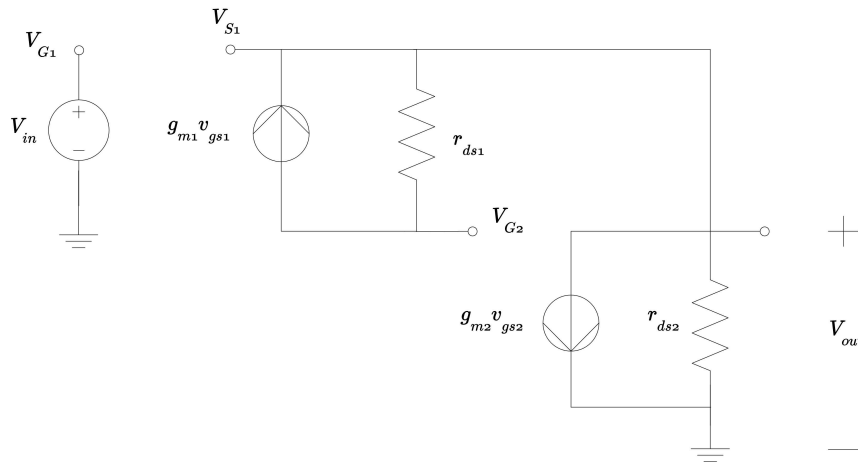 V_{G1}
V_{S1}
V_{in}
+
−
g_{m1}v_{gs1}
r_{ds1}
V_{G2}
+
g_{m2}v_{gs2}
r_{ds2}
V_{ou
−